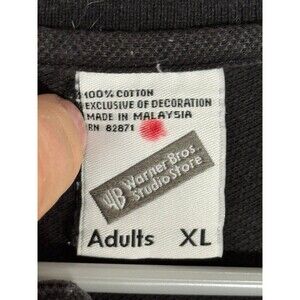 100% COTTON
EXCLUSIVE OF DECORATION
MADE IN MALAYSIA
RN 82871
WB Warner Bros.
Studio Store
Adults XL